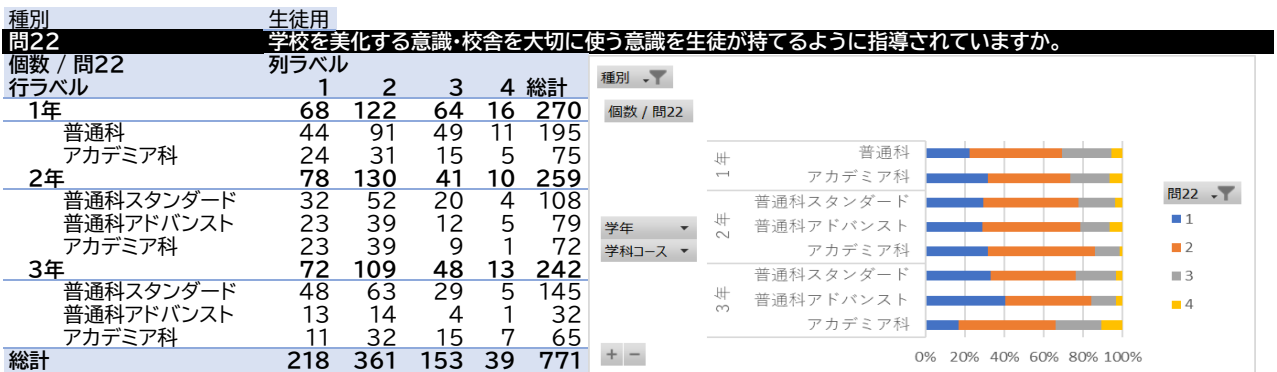 種別 生徒用
問22 学校を美化する意識・校舎を大切に使う意識を生徒が持てるように指導されていますか。
個数 / 問22 列ラベル
行ラベル 1 2 3 4 総計
1年 68 122 64 16 270
普通科 44 91 49 11 195
アカデミア科 24 31 15 5 75
2年 78 130 41 10 259
普通科スタンダード 32 52 20 4 108
普通科アドバンスト 23 39 12 5 79
アカデミア科 23 39 9 1 72
3年 72 109 48 13 242
普通科スタンダード 48 63 29 5 145
普通科アドバンスト 13 14 4 1 32
アカデミア科 11 32 15 7 65
総計 218 361 153 39 771
種別
個数 / 問22
学年
学科コース
1年
普通科
アカデミア科
2年
普通科スタンダード
普通科アドバンスト
アカデミア科
3年
普通科スタンダード
普通科アドバンスト
アカデミア科
0% 20% 40% 60% 80% 100%
問22
1
2
3
4